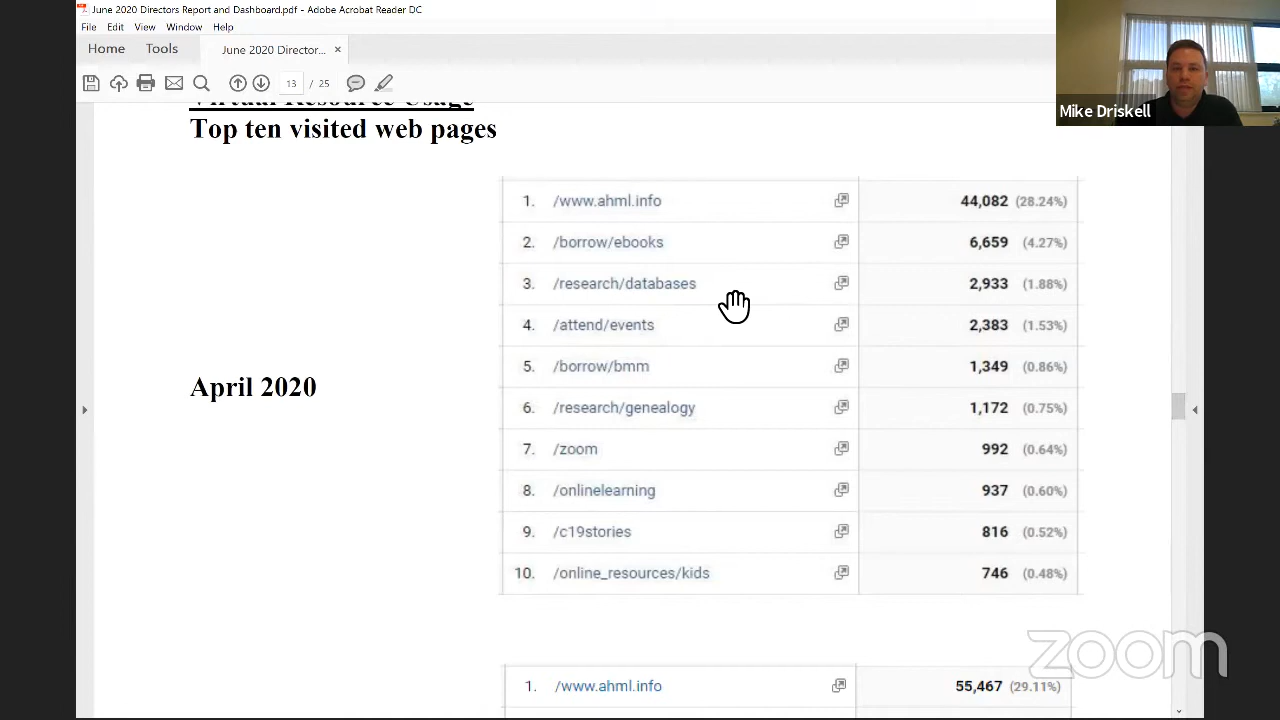 June 2020 Directors Report and Dashboard.pdf - Adobe Acrobat Reader DC
File Edit View Window Help
Home Tools June 2020 Director... ×
13 / 25
Mike Driskell
Virtual Resource Usage
Top ten visited web pages
1. /www.ahml.info 44,082 (28.24%)
2. /borrow/ebooks 6,659 (4.27%)
3. /research/databases 2,933 (1.88%)
4. /attend/events 2,383 (1.53%)
April 2020
5. /borrow/bmm 1,349 (0.86%)
6. /research/genealogy 1,172 (0.75%)
7. /zoom 992 (0.64%)
8. /onlinelearning 937 (0.60%)
9. /c19stories 816 (0.52%)
10. /online_resources/kids 746 (0.48%)
zoom
1. /www.ahml.info 55,467 (29.11%)